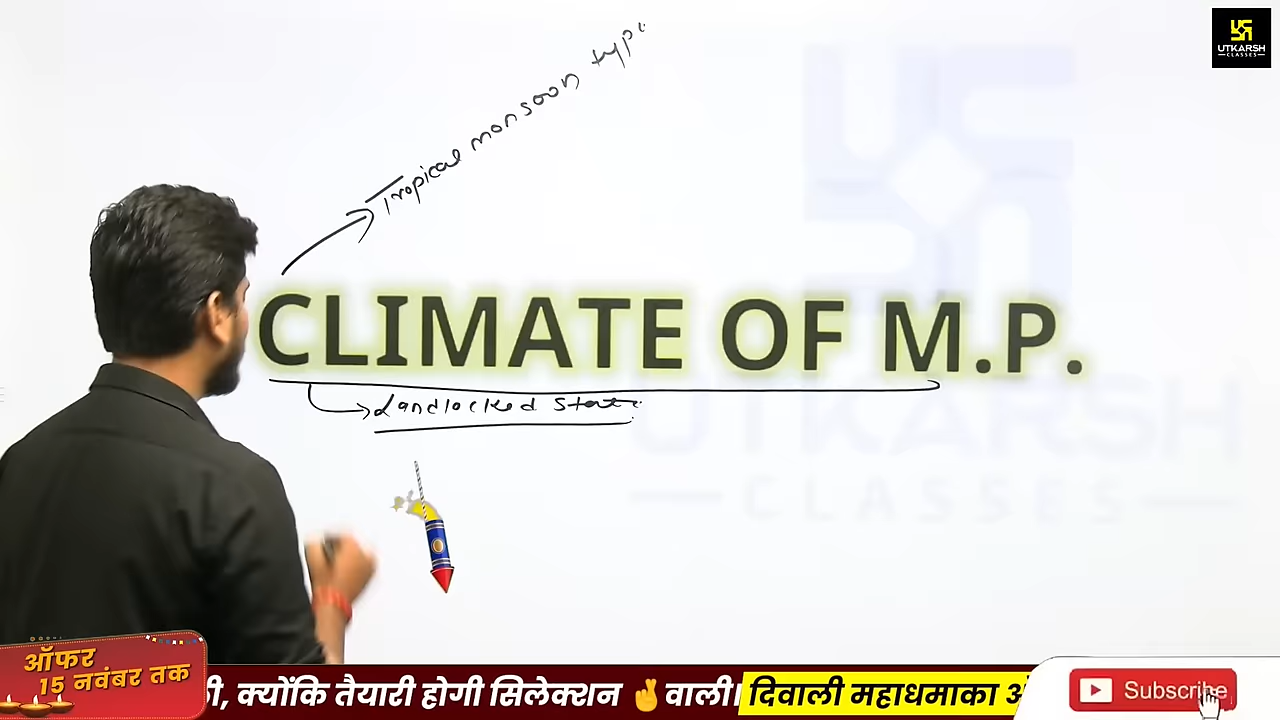 UTKARSH
CLASSES
Tropical monsoon type
CLIMATE OF M.P.
Landlocked State
UTKARSH
CLASSES
ऑफर
15 नवंबर तक
क्योंकि तैयारी होगी सिलेक्शन 🤞 वाली। दिवाली महाधमाका
Subscribe